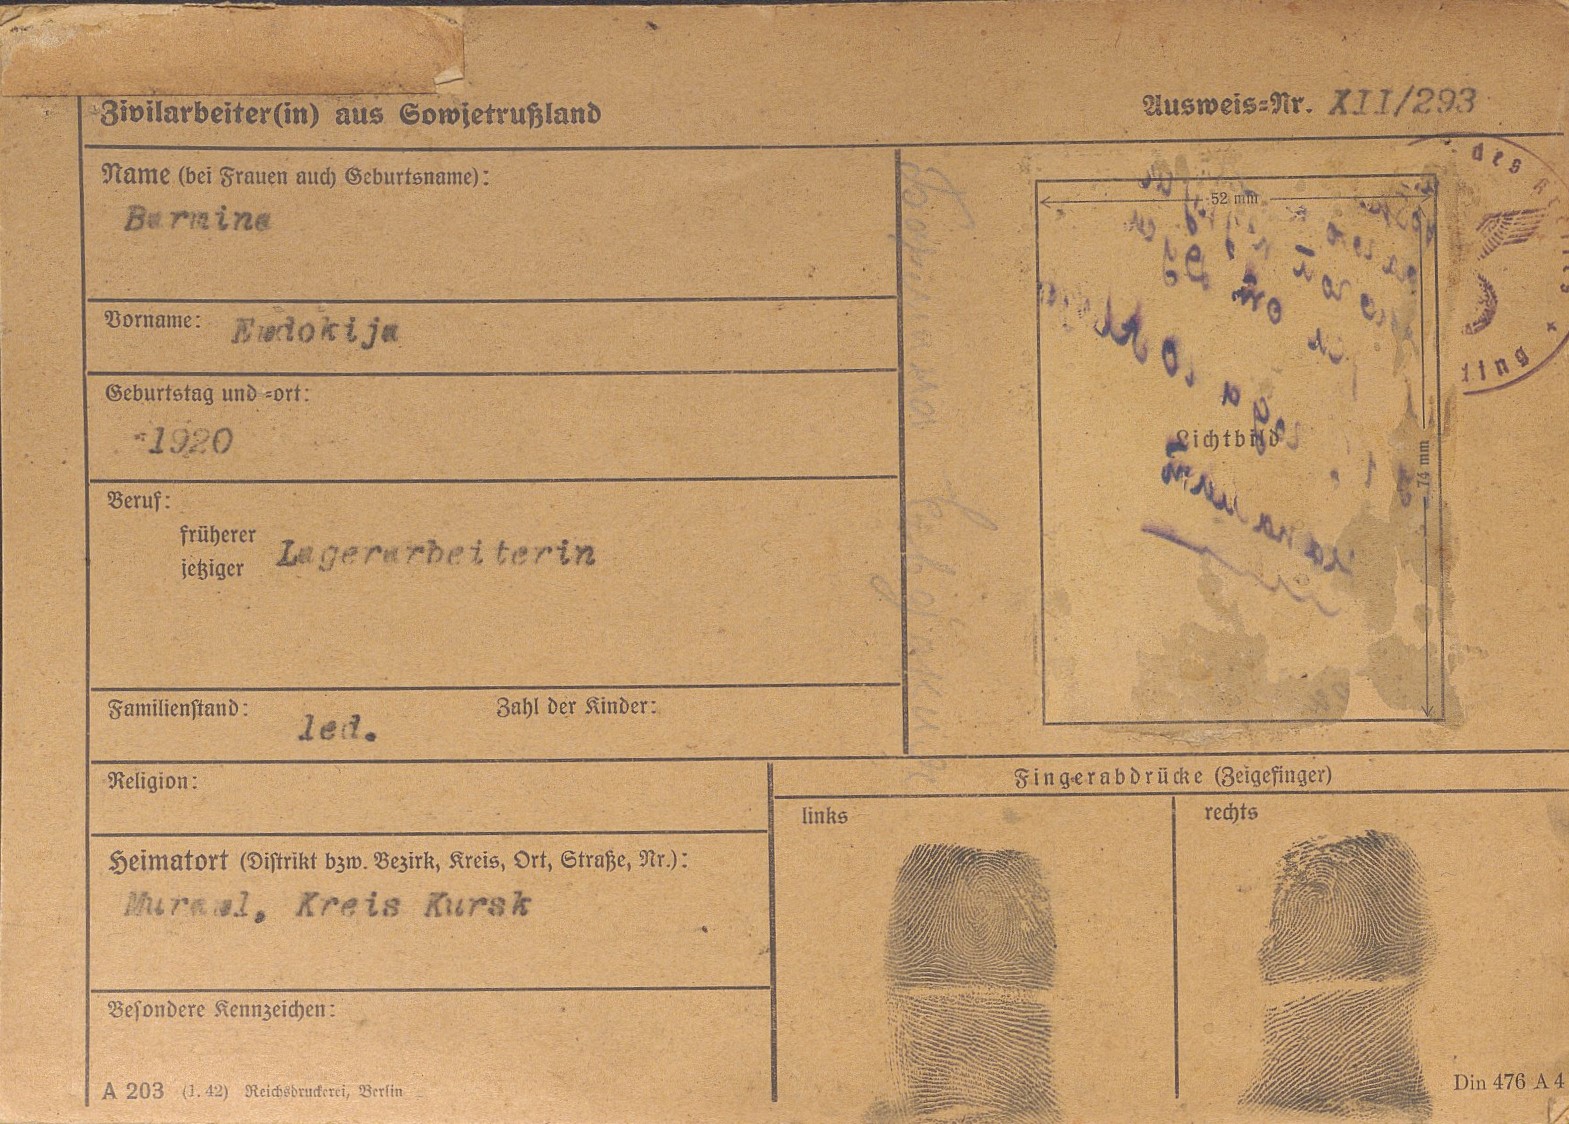 Zivilarbeiter(in) aus Sowjetrußland
Ausweis=Nr. XII/293
Name (bei Frauen auch Geburtsname):
Barmina
Vorname: Ewdokija
Geburtstag und =ort:
1920
Beruf:
früherer
jetziger Lagerarbeiterin
Familienstand: led. Zahl der Kinder:
Religion:
Heimatort (Distrikt bzw. Bezirk, Kreis, Ort, Straße, Nr.):
Murawl, Kreis Kursk
Besondere Kennzeichen:
A 203 (1. 42) Reichsdruckerei, Berlin
52 mm
Lichtbild
74 mm
des
Fingerabdrücke (Zeigefinger)
links
rechts
Din 476 A 4